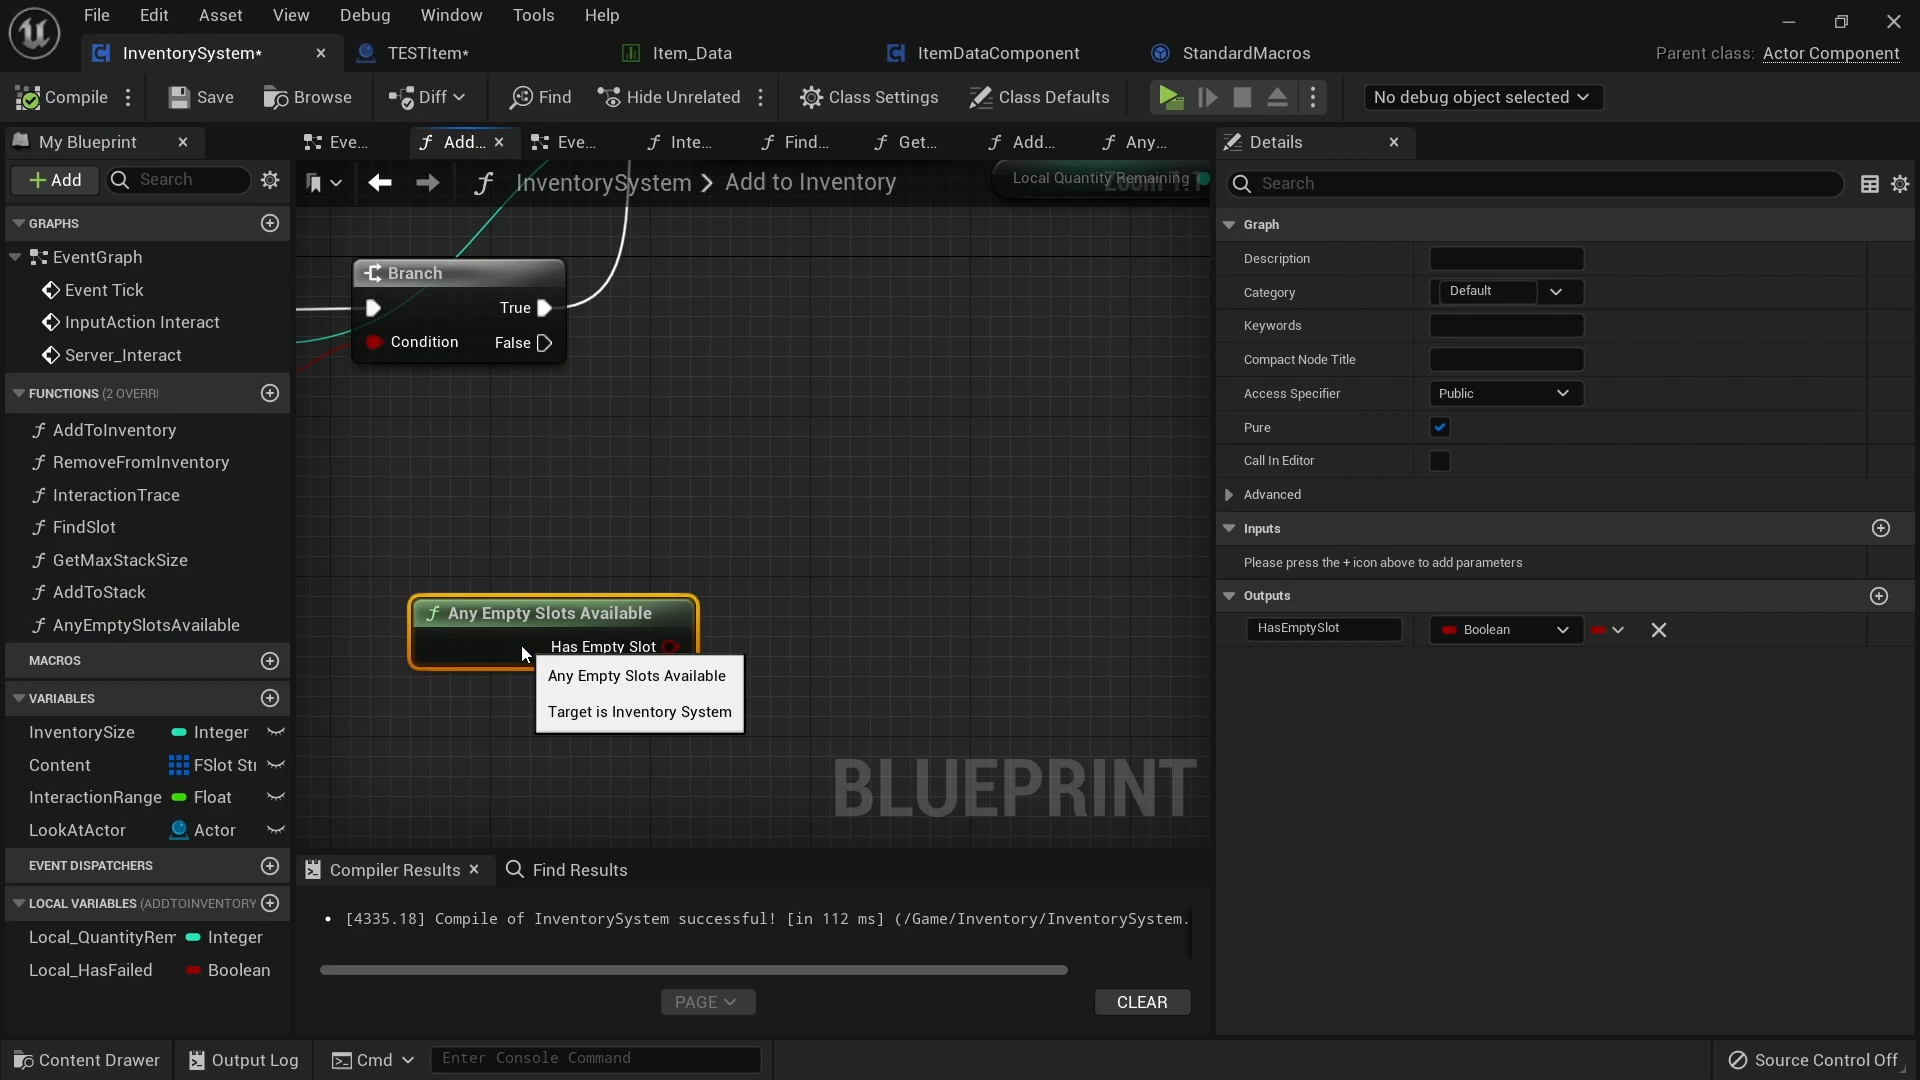 File Edit Asset View Debug Window Tools Help
InventorySystem* TESTItem* Item_Data ItemDataComponent StandardMacros Parent class: Actor Component
Compile Save Browse Diff Find Hide Unrelated Class Settings Class Defaults No debug object selected
My Blueprint Eve... Add... Eve... Inte... Find... Get... Add... Any... Details
Add Search InventorySystem > Add to Inventory Zoom 1:1 Search
Local Quantity Remaining
GRAPHS
EventGraph
Event Tick
InputAction Interact
Server_Interact
FUNCTIONS (2 OVERRI
AddToInventory
RemoveFromInventory
InteractionTrace
FindSlot
GetMaxStackSize
AddToStack
AnyEmptySlotsAvailable
MACROS
VARIABLES
InventorySize Integer
Content FSlot Str
InteractionRange Float
LookAtActor Actor
EVENT DISPATCHERS
LOCAL VARIABLES (ADDTOINVENTORY
Local_QuantityRem Integer
Local_HasFailed Boolean
Branch
True
Condition False
Any Empty Slots Available
Has Empty Slot
Any Empty Slots Available
Target is Inventory System
BLUEPRINT
Compiler Results Find Results
• [4335.18] Compile of InventorySystem successful! [in 112 ms] (/Game/Inventory/InventorySystem.
PAGE CLEAR
Graph
Description
Category Default
Keywords
Compact Node Title
Access Specifier Public
Pure
Call In Editor
Advanced
Inputs
Please press the + icon above to add parameters
Outputs
HasEmptySlot Boolean
Content Drawer Output Log Cmd Enter Console Command Source Control Off